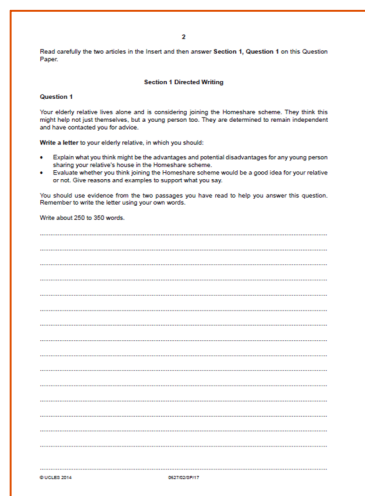 2
Read carefully the two articles in the Insert and then answer Section 1, Question 1 on this Question
Paper.
Section 1 Directed Writing
Question 1
Your elderly relative lives alone and is considering joining the Homeshare scheme. They think this
might help not just themselves, but a young person too. They are determined to remain independent
and have contacted you for advice.
Write a letter to your elderly relative, in which you should:
• Explain what you think might be the advantages and potential disadvantages for any young person
sharing your relative's house in the Homeshare scheme.
• Evaluate whether you think joining the Homeshare scheme would be a good idea for your relative
or not. Give reasons and examples to support what you say.
You should use evidence from the two passages you have read to help you answer this question.
Remember to write the letter using your own words.
Write about 250 to 350 words.
© UCLES 2014 0627/02/SP/17